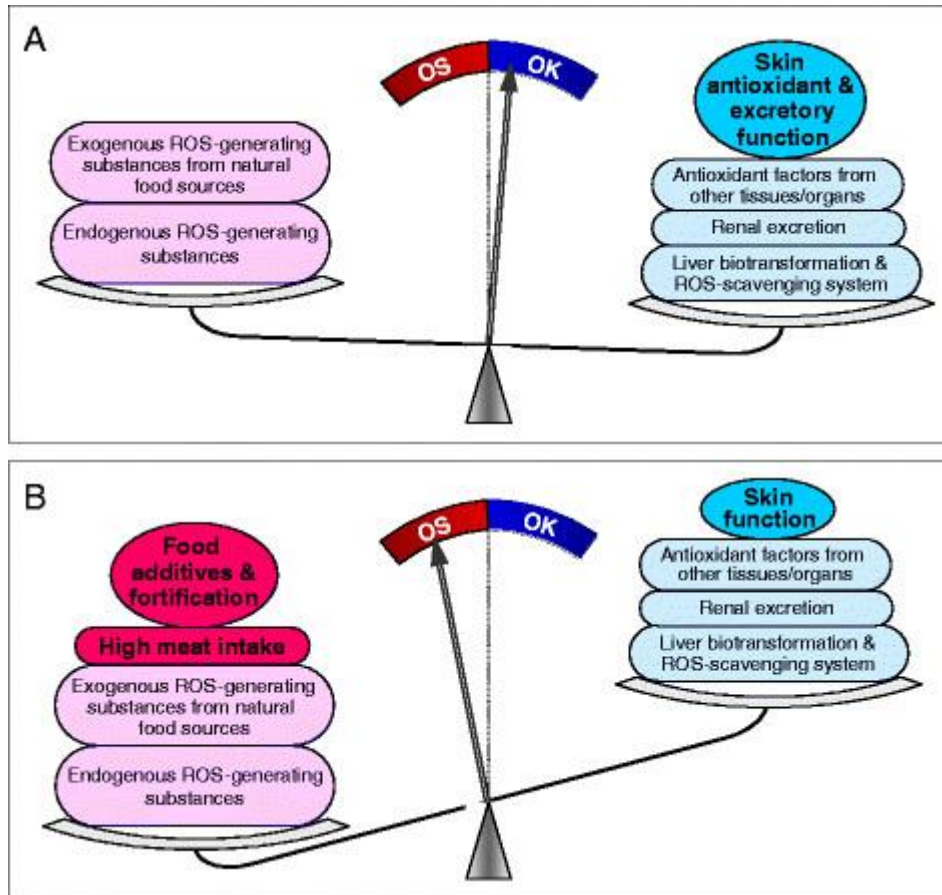 A
OS
OK
Skin
antioxidant &
excretory
function
Exogenous ROS-generating
substances from natural
food sources
Endogenous ROS-generating
substances
Antioxidant factors from
other tissues/organs
Renal excretion
Liver biotransformation &
ROS-scavenging system
B
OS
OK
Skin
function
Food
additives &
fortification
High meat intake
Exogenous ROS-generating
substances from natural
food sources
Endogenous ROS-generating
substances
Antioxidant factors from
other tissues/organs
Renal excretion
Liver biotransformation &
ROS-scavenging system